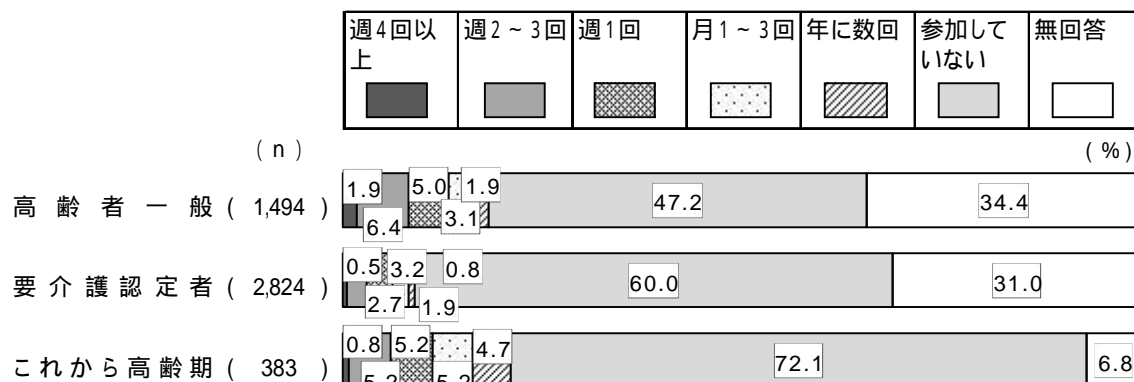 週4回以上 週2～3回 週1回 月1～3回 年に数回 参加していない 無回答
(n) (%)
高齢者一般(1,494) 1.9 6.4 5.0 3.1 1.9 47.2 34.4
要介護認定者(2,824) 0.5 2.7 3.2 1.9 0.8 60.0 31.0
これから高齢期(383) 0.8 5.2 5.2 5.2 4.7 72.1 6.8